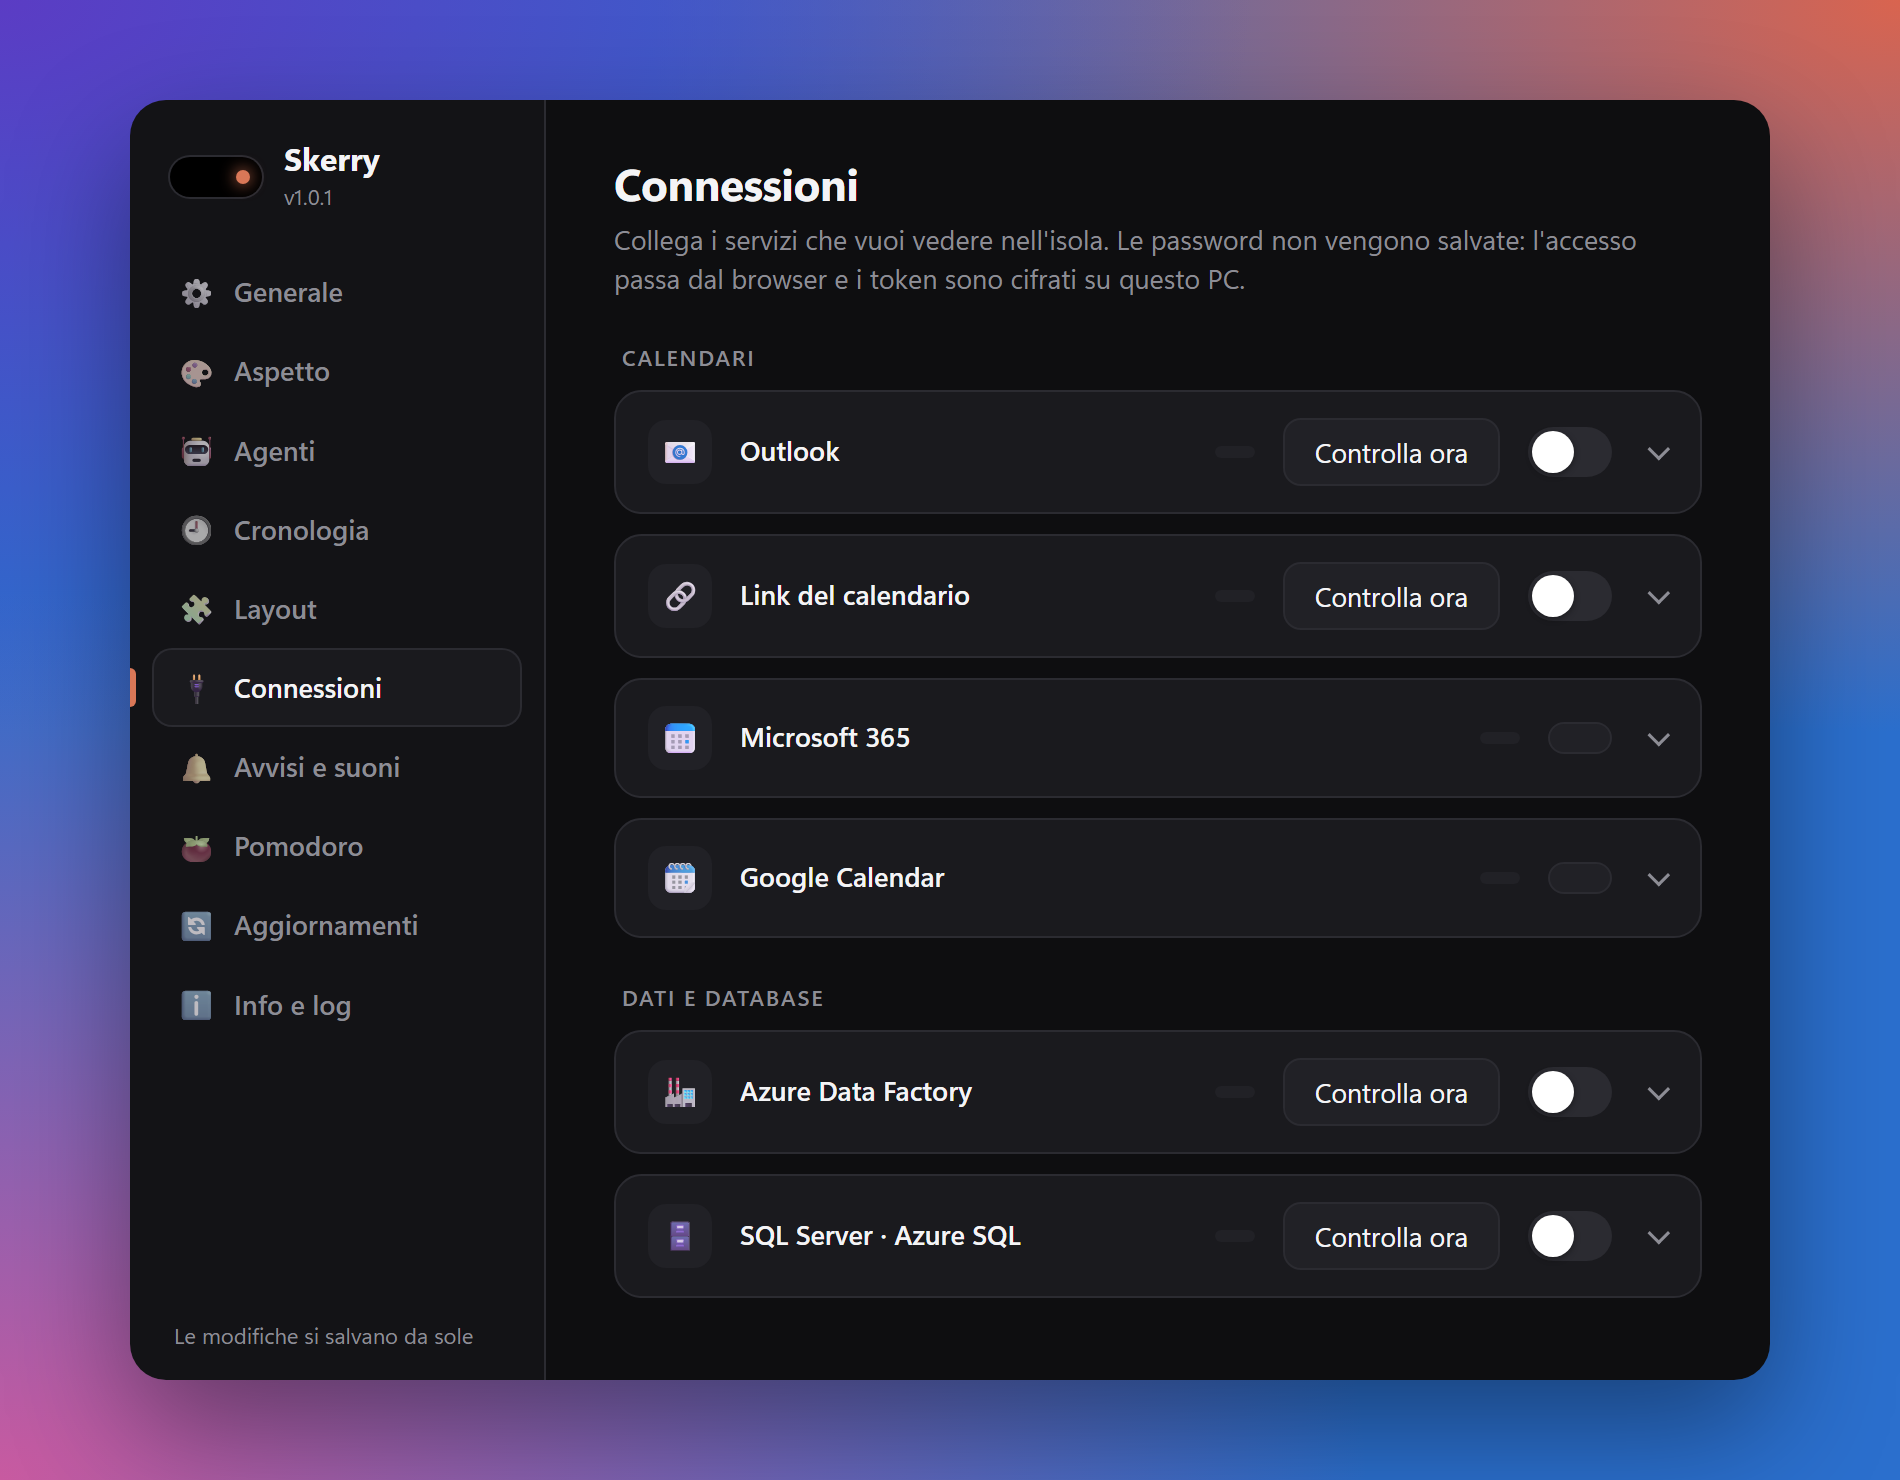 Skerry
v1.0.1
Generale
Aspetto
Agenti
Cronologia
Layout
Connessioni
Avvisi e suoni
Pomodoro
Aggiornamenti
Info e log
Le modifiche si salvano da sole
Connessioni
Collega i servizi che vuoi vedere nell'isola. Le password non vengono salvate: l'accesso
passa dal browser e i token sono cifrati su questo PC.
CALENDARI
Outlook
Controlla ora
Link del calendario
Controlla ora
Microsoft 365
Google Calendar
DATI E DATABASE
Azure Data Factory
Controlla ora
SQL Server · Azure SQL
Controlla ora